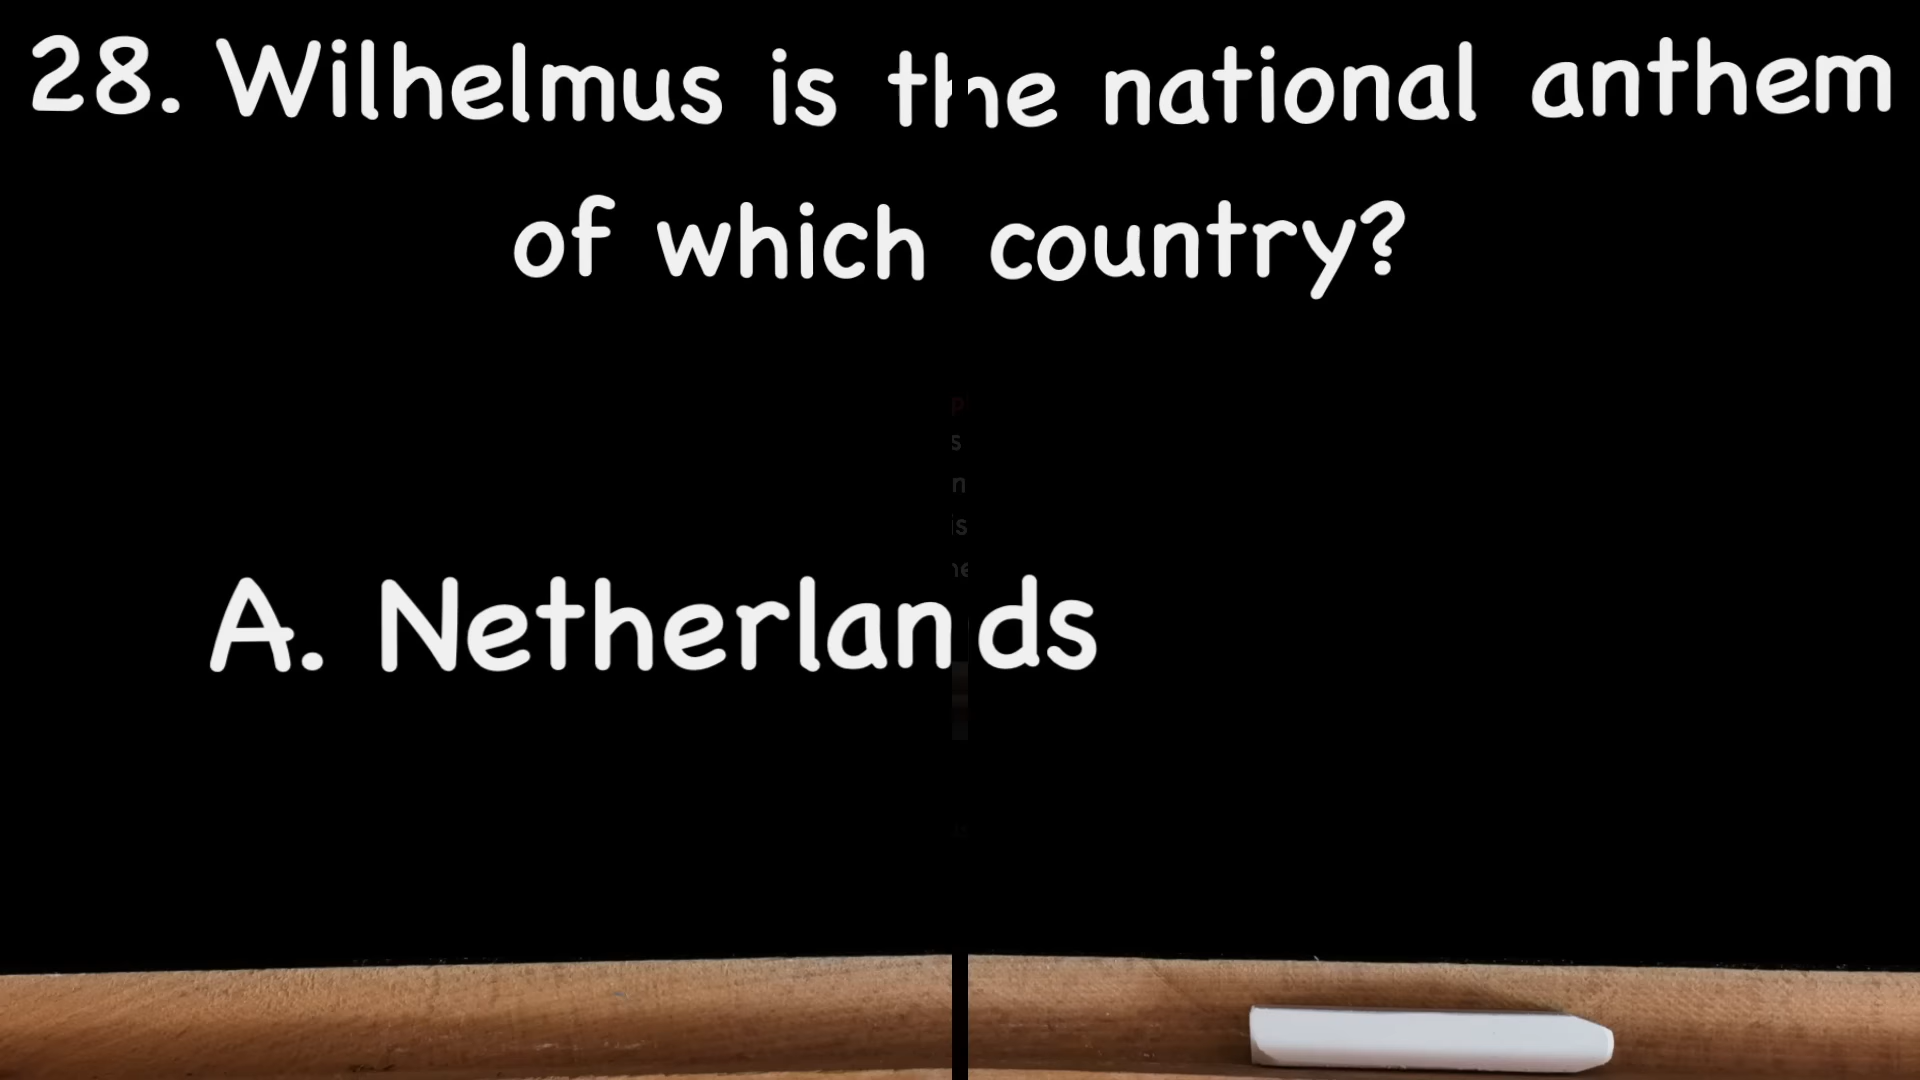 28. Wilhelmus is the national anthem
of which country?
A. Netherlands